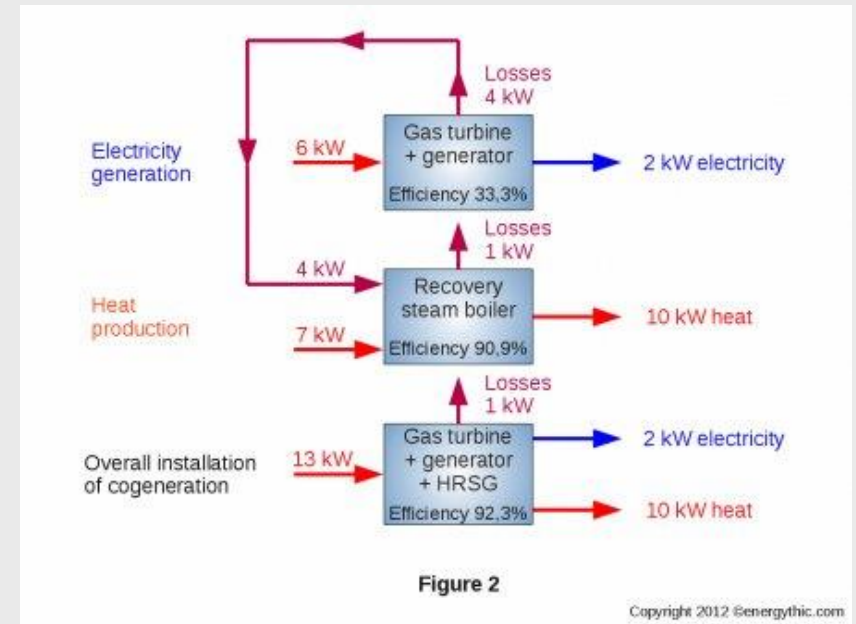 Losses
4 kW
Electricity
generation
6 kW
Gas turbine
+ generator
Efficiency 33,3%
2 kW electricity
Losses
1 kW
Heat
production
4 kW
7 kW
Recovery
steam boiler
Efficiency 90,9%
10 kW heat
Losses
1 kW
Overall installation
of cogeneration
13 kW
Gas turbine
+ generator
+ HRSG
Efficiency 92,3%
2 kW electricity
10 kW heat
Figure 2
Copyright 2012 ©energythic.com